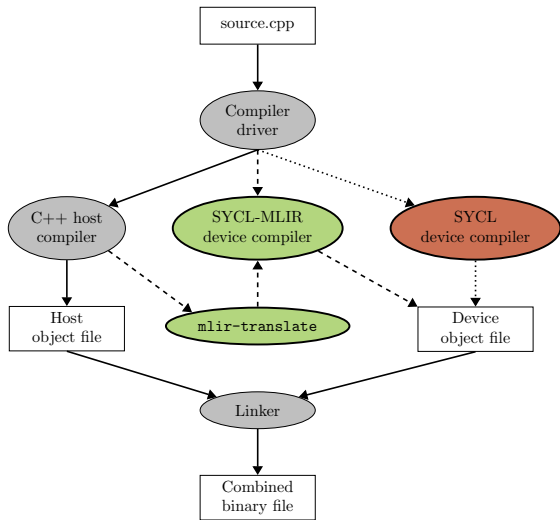 source.cpp
Compiler
driver
C++ host
compiler
SYCL-MLIR
device compiler
SYCL
device compiler
Host
object file
mlir-translate
Device
object file
Linker
Combined
binary file